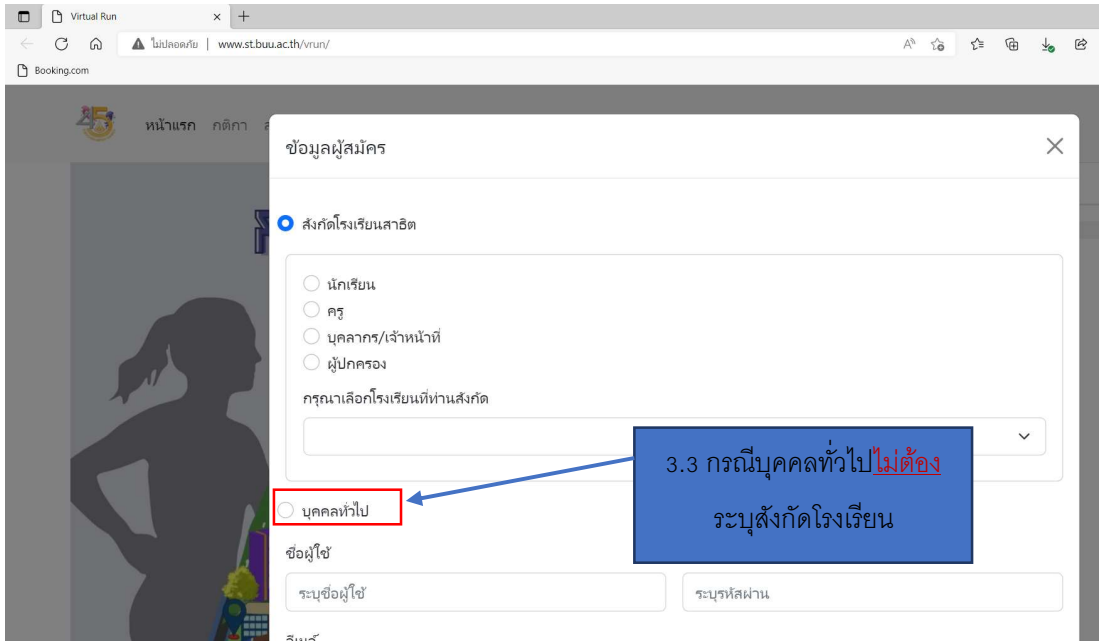 Virtual Run
ไม่ปลอดภัย | www.st.buu.ac.th/vrun/
Booking.com
45
หน้าแรก กติกา
ข้อมูลผู้สมัคร
สังกัดโรงเรียนสาธิต
นักเรียน
ครู
บุคลากร/เจ้าหน้าที่
ผู้ปกครอง
กรุณาเลือกโรงเรียนที่ท่านสังกัด
3.3 กรณีบุคคลทั่วไปไม่ต้อง
ระบุสังกัดโรงเรียน
บุคคลทั่วไป
ชื่อผู้ใช้
ระบุชื่อผู้ใช้ ระบุรหัสผ่าน